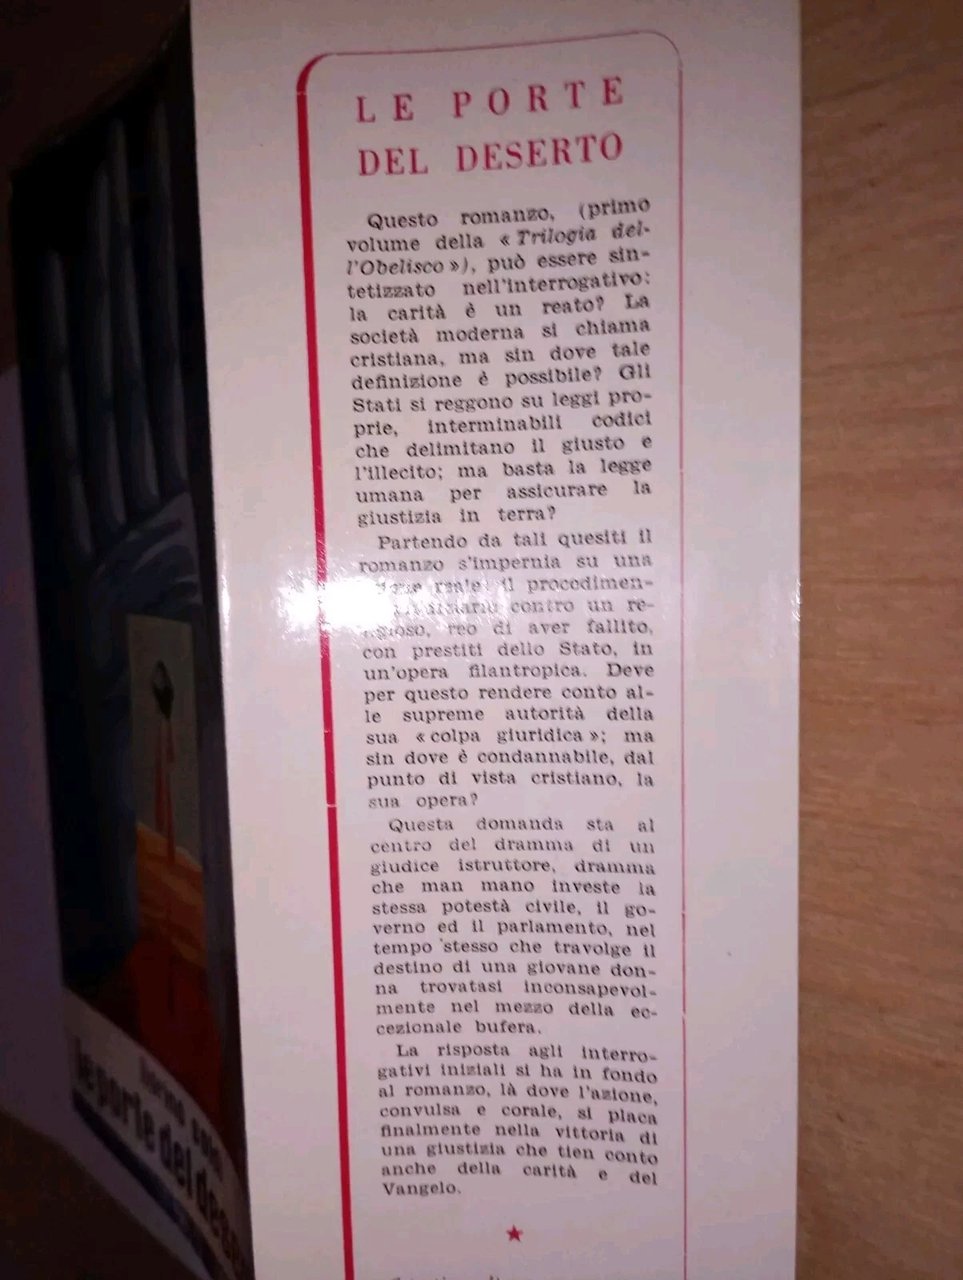 LE PORTE
DEL DESERTO
Questo romanzo, (primo
volume della « Trilogia del-
l'Obelisco »), può essere sin-
tetizzato nell'interrogativo:
la carità è un reato? La
società moderna si chiama
cristiana, ma sin dove tale
definizione è possibile? Gli
Stati si reggono su leggi pro-
prie, interminabili codici
che delimitano il giusto e
l'illecito; ma basta la legge
umana per assicurare la
giustizia in terra?
Partendo da tali quesiti il
romanzo s'impernia su una
reale: il procodimen-
contro un re-
ligioso, reo di aver fallito,
con prestiti dello Stato, in
un'opera filantropica. Deve
per questo rendere conto al-
le supreme autorità della
sua « colpa giuridica »; ma
sin dove è condannabile, dal
punto di vista cristiano, la
sua opera?
Questa domanda sta al
centro del dramma di un
giudice istruttore, dramma
che man mano investe la
stessa potestà civile, il go-
verno ed il parlamento, nel
tempo stesso che travolge il
destino di una giovane don-
na trovatasi inconsapevol-
mente nel mezzo della ec-
cezionale bufera.
La risposta agli interro-
gativi iniziali si ha in fondo
al romanzo, là dove l'azione,
convulsa e corale, si placa
finalmente nella vittoria di
una giustizia che tien conto
anche della carità e del
Vangelo.
le porte del